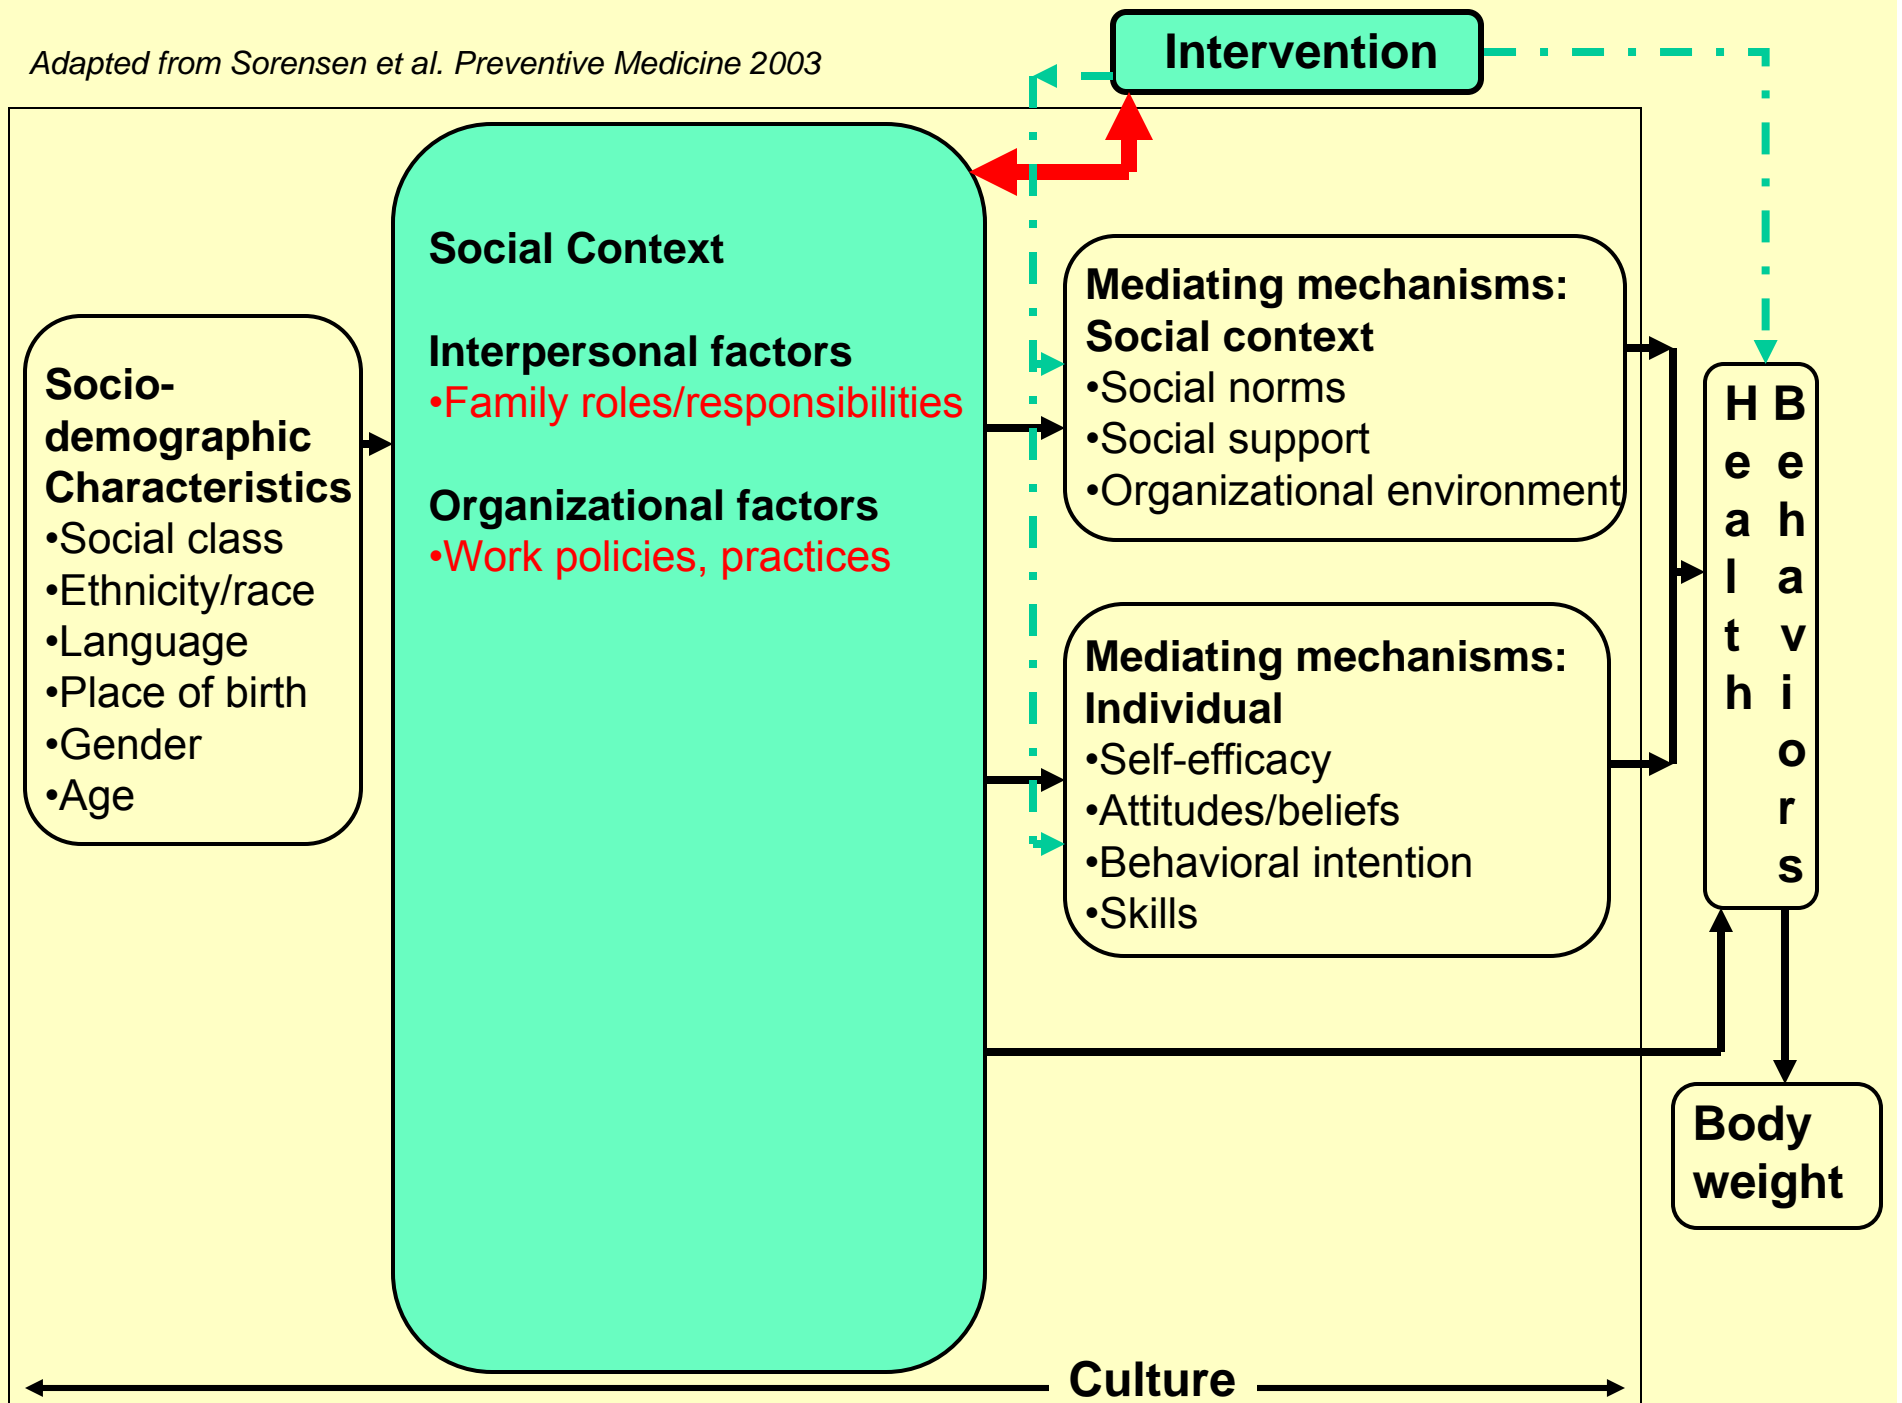 Adapted from Sorensen et al. Preventive Medicine 2003
Intervention
Socio-
demographic
Characteristics
•Social class
•Ethnicity/race
•Language
•Place of birth
•Gender
•Age
Social Context
Interpersonal factors
•Family roles/responsibilities
Organizational factors
•Work policies, practices
Mediating mechanisms:
Social context
•Social norms
•Social support
•Organizational environment
Mediating mechanisms:
Individual
•Self-efficacy
•Attitudes/beliefs
•Behavioral intention
•Skills
Health
Behaviors
Body
weight
Culture